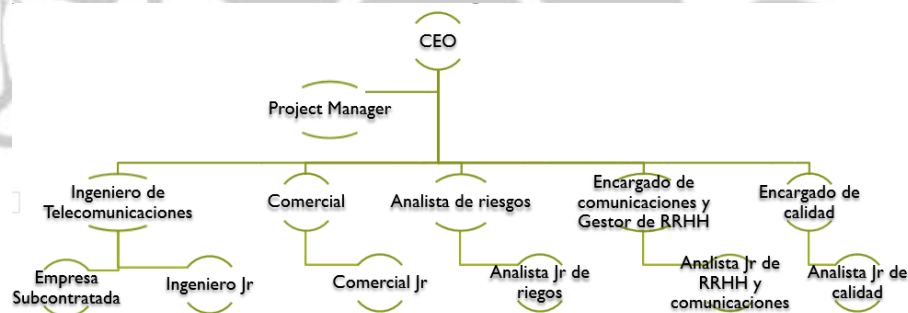 CEO
Project Manager
Ingeniero de
Telecomunicaciones
Comercial
Analista de riesgos
Encargado de
comunicaciones y
Gestor de RRHH
Encargado de
calidad
Empresa
Subcontratada
Ingeniero Jr
Comercial Jr
Analista Jr de
riegos
Analista Jr de
RRHH y
comunicaciones
Analista Jr de
calidad